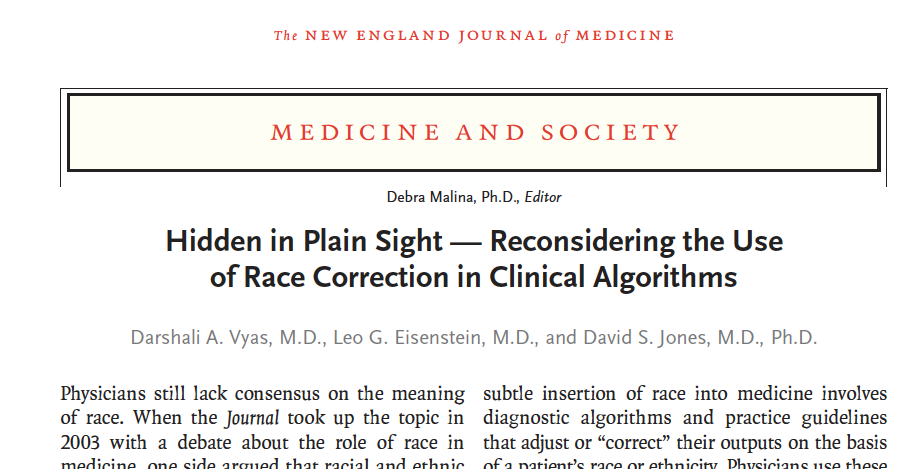 The NEW ENGLAND JOURNAL of MEDICINE
MEDICINE AND SOCIETY
Debra Malina, Ph.D., Editor
Hidden in Plain Sight — Reconsidering the Use
of Race Correction in Clinical Algorithms
Darshali A. Vyas, M.D., Leo G. Eisenstein, M.D., and David S. Jones, M.D., Ph.D.
Physicians still lack consensus on the meaning
of race. When the Journal took up the topic in
2003 with a debate about the role of race in
medicine, one side argued that racial and ethnic
subtle insertion of race into medicine involves
diagnostic algorithms and practice guidelines
that adjust or “correct” their outputs on the basis
of a patient’s race or ethnicity. Physicians use these